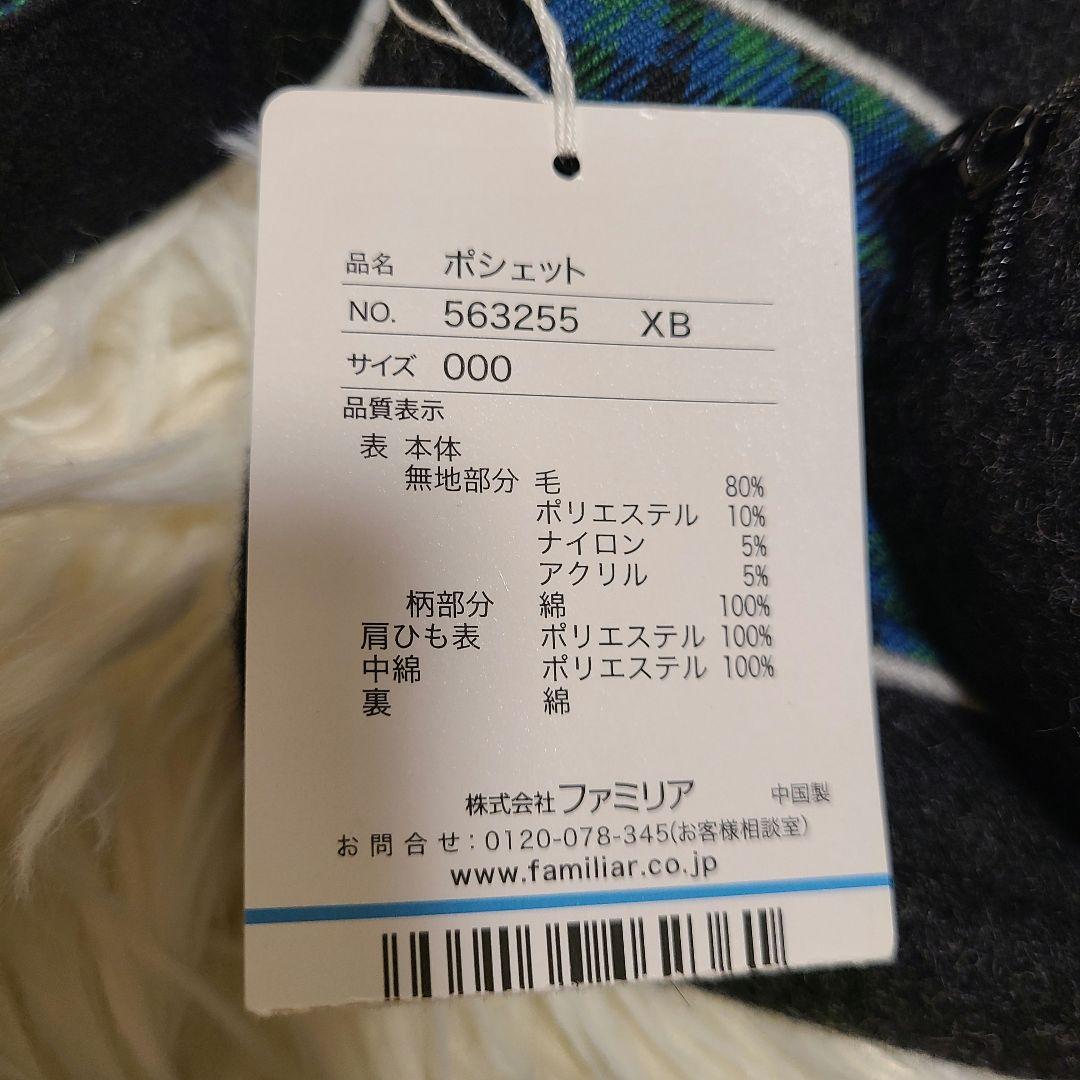 品名 ポシェット
NO. 563255 XB
サイズ 000
品質表示
表 本体
無地部分 毛 80%
ポリエステル 10%
ナイロン 5%
アクリル 5%
柄部分 綿 100%
肩ひも表 ポリエステル 100%
中綿 ポリエステル 100%
裏 綿
株式会社ファミリア 中国製
お問合せ:0120-078-345(お客様相談室)
www.familiar.co.jp